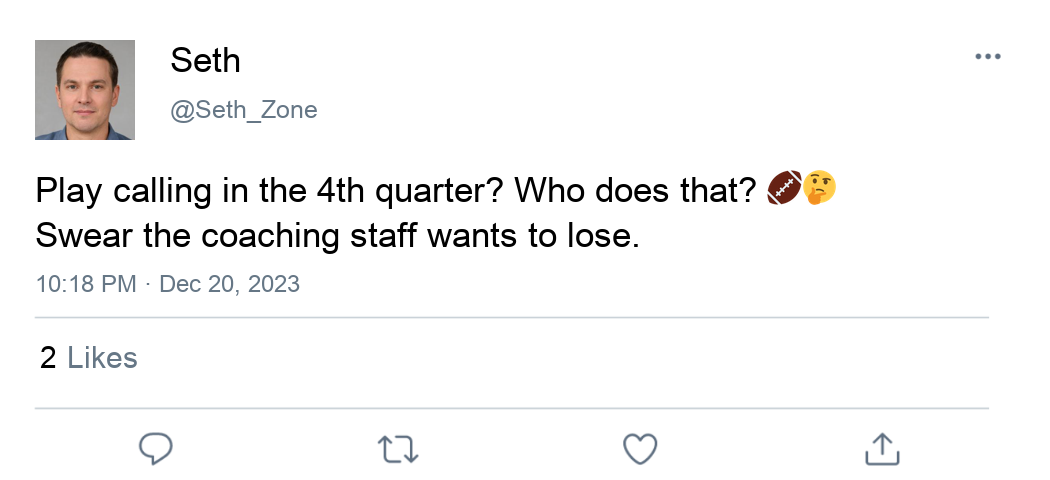 Seth
@Seth_Zone
Play calling in the 4th quarter? Who does that? 🏈🤔
Swear the coaching staff wants to lose.
10:18 PM · Dec 20, 2023
2 Likes